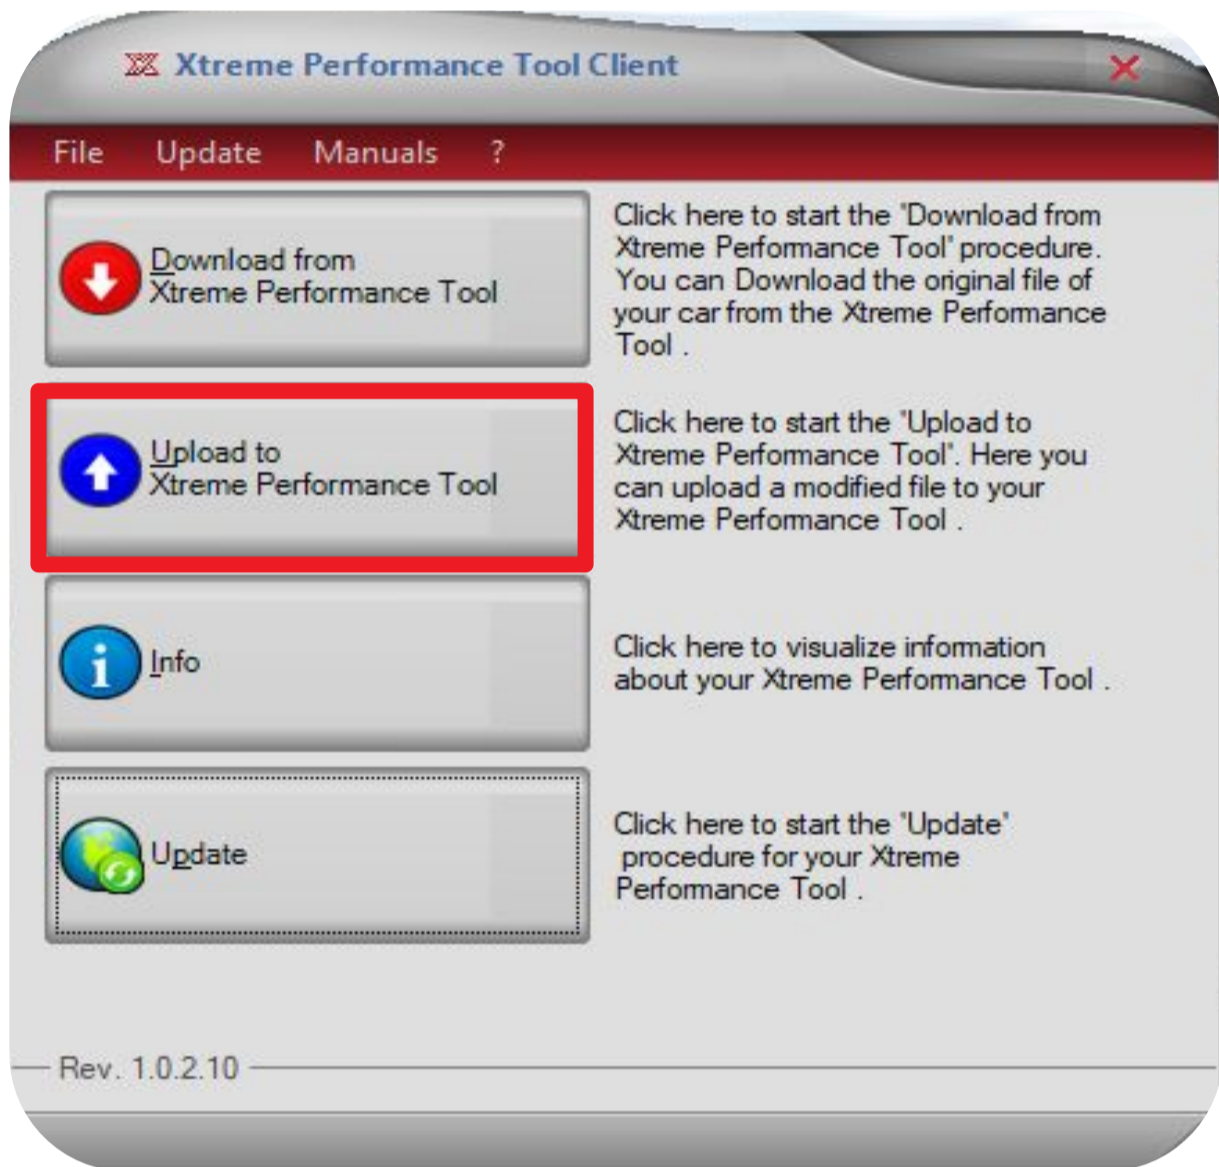 Xtreme Performance Tool Client
File Update Manuals ?
Download from
Xtreme Performance Tool
Click here to start the "Download from
Xtreme Performance Tool" procedure.
You can Download the original file of
your car from the Xtreme Performance
Tool .
Upload to
Xtreme Performance Tool
Click here to start the "Upload to
Xtreme Performance Tool". Here you
can upload a modified file to your
Xtreme Performance Tool .
Info
Click here to visualize information
about your Xtreme Performance Tool .
Update
Click here to start the "Update"
procedure for your Xtreme
Performance Tool .
Rev. 1.0.2.10